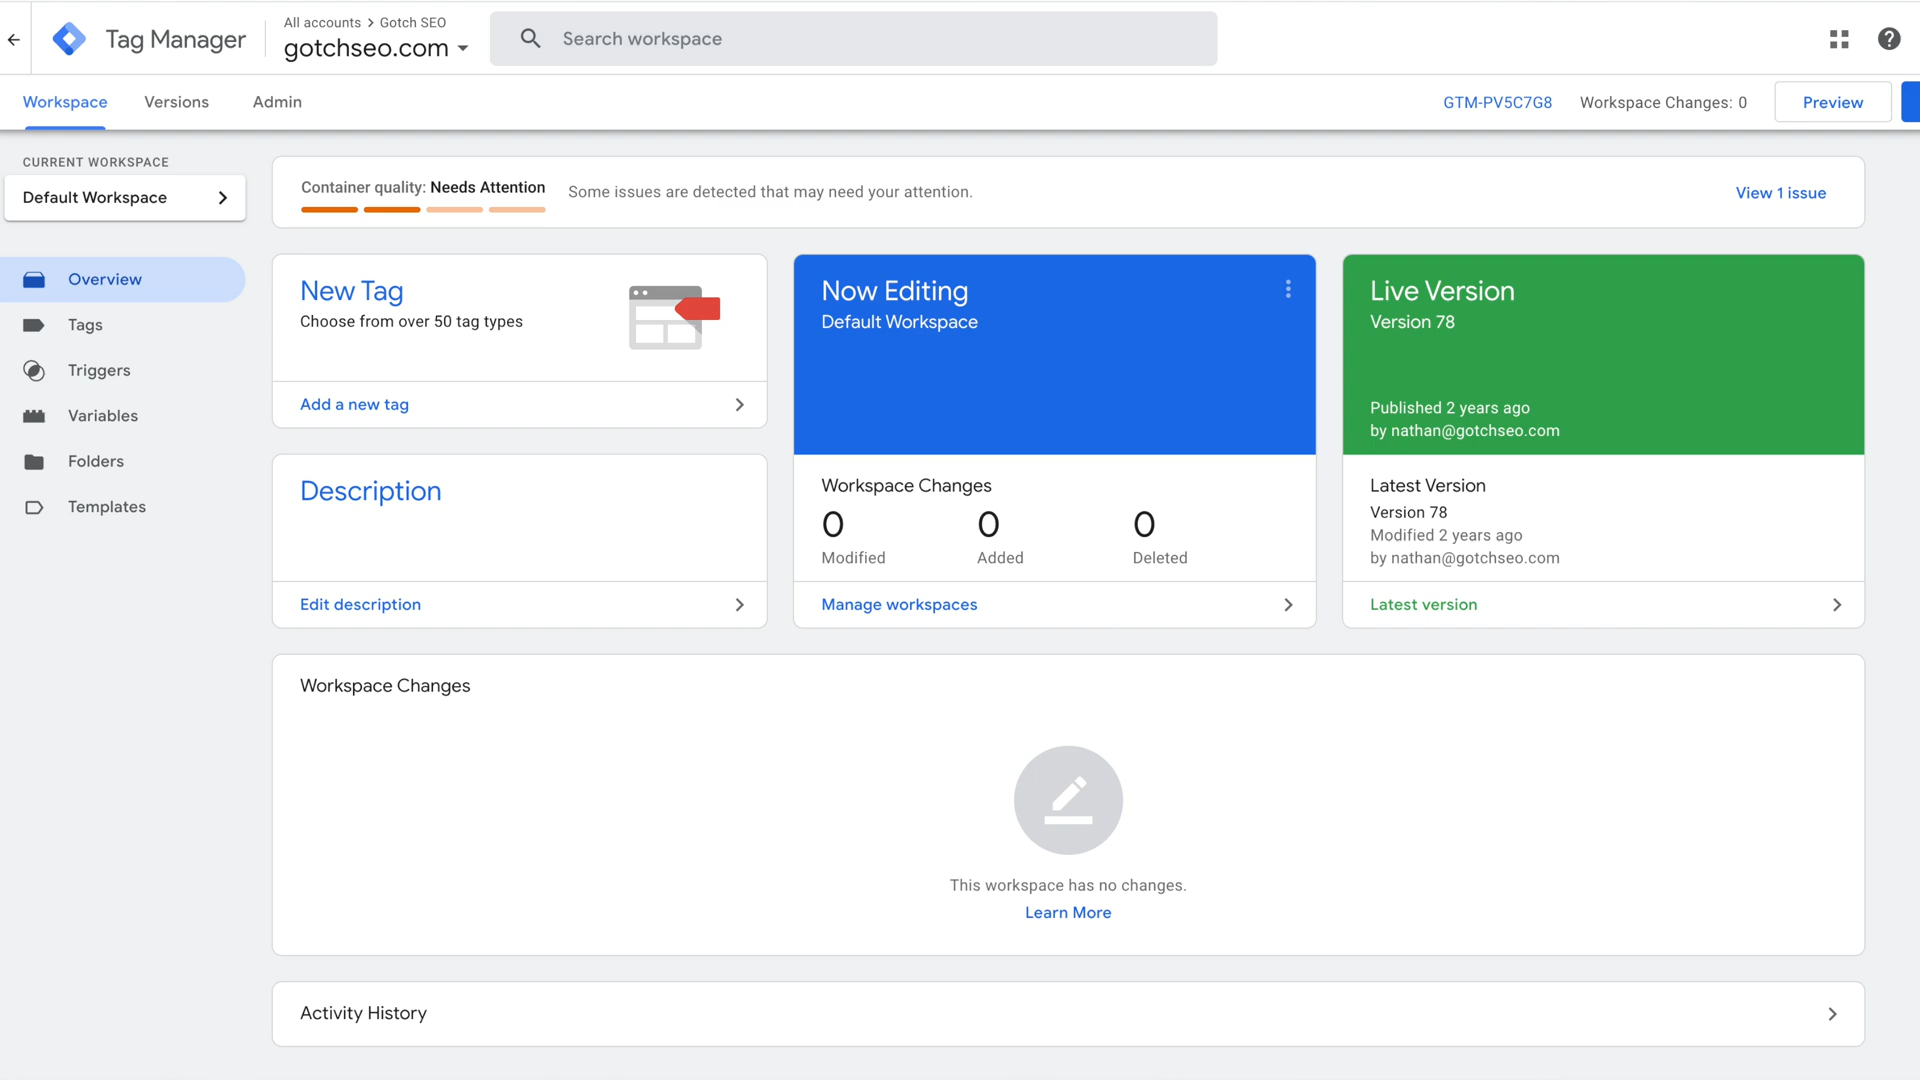 Tag Manager
All accounts > Gotch SEO
gotchseo.com
Search workspace
Workspace
Versions
Admin
GTM-PV5C7G8
Workspace Changes: 0
Preview
CURRENT WORKSPACE
Default Workspace
Container quality: Needs Attention
Some issues are detected that may need your attention.
View 1 issue
Overview
Tags
Triggers
Variables
Folders
Templates
New Tag
Choose from over 50 tag types
Add a new tag
Description
Edit description
Now Editing
Default Workspace
Workspace Changes
0 0 0
Modified Added Deleted
Manage workspaces
Live Version
Version 78
Published 2 years ago
by nathan@gotchseo.com
Latest Version
Version 78
Modified 2 years ago
by nathan@gotchseo.com
Latest version
Workspace Changes
This workspace has no changes.
Learn More
Activity History